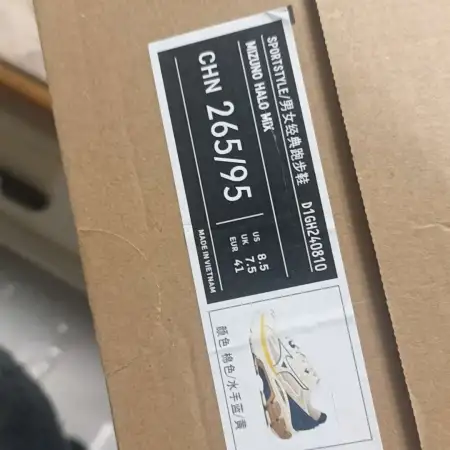 SPORTSTYLE/男女经典跑步鞋 D1GH240810
MIZUNO HALO MIX
CHN 265/95
US 8.5
UK 7.5
EUR 41
MADE IN VIETNAM
颜色 棉色/水手蓝/黄